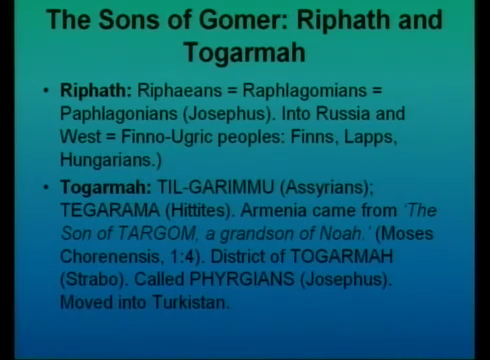 The Sons of Gomer: Riphath and
Togarmah
• Riphath: Riphaeans = Raphlagomians =
Paphlagonians (Josephus). Into Russia and
West = Finno-Ugric peoples: Finns, Lapps,
Hungarians.)
• Togarmah: TIL-GARIMMU (Assyrians);
TEGARAMA (Hittites). Armenia came from ‘The
Son of TARGOM, a grandson of Noah.’ (Moses
Chorenensis, 1:4). District of TOGARMAH
(Strabo). Called PHYRGIANS (Josephus).
Moved into Turkistan.